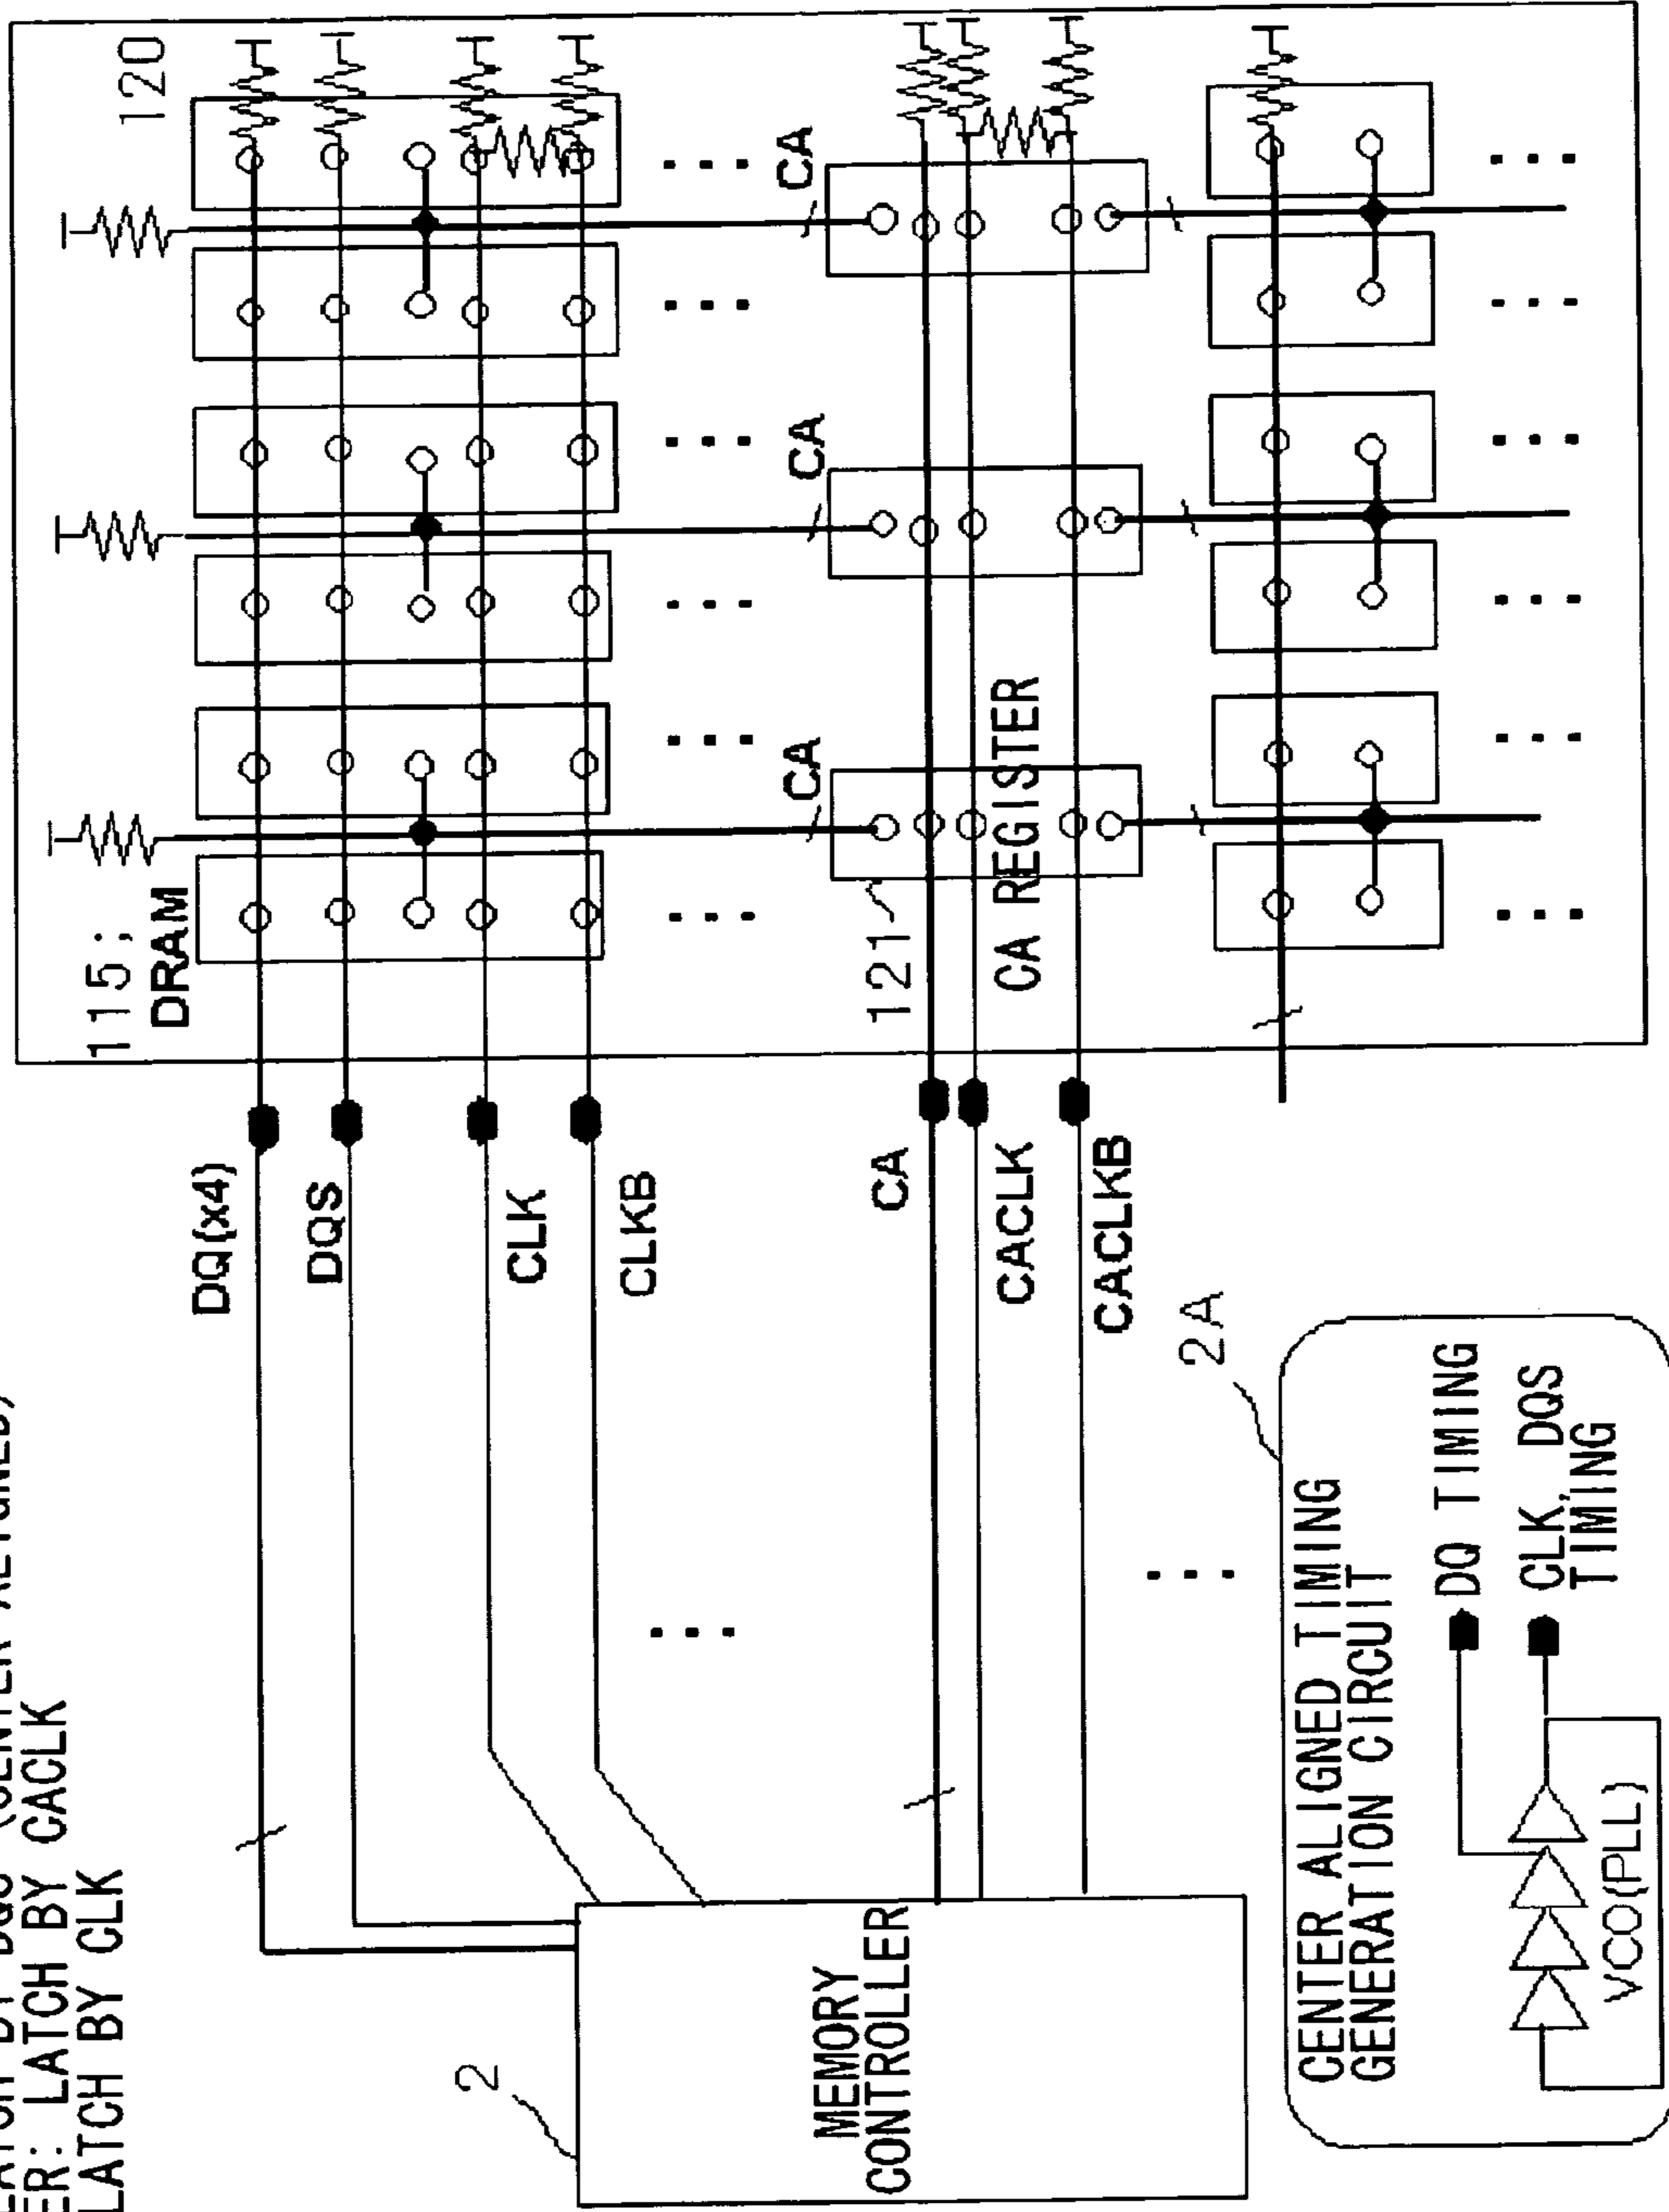 (CENTER ALIGNED)
ER: LATCH BY CACLK
LATCH BY CLK
115;
DRAM
120
DQ(x4)
DQS
CLK
CLKB
CA
CA
CA
121
CA REGISTER
CA
CACLK
CACLKB
2
MEMORY
CONTROLLER
2A
CENTER ALIGNED TIMING
GENERATION CIRCUIT
DQ TIMING
CLK, DQS
TIMING
VCO(PLL)